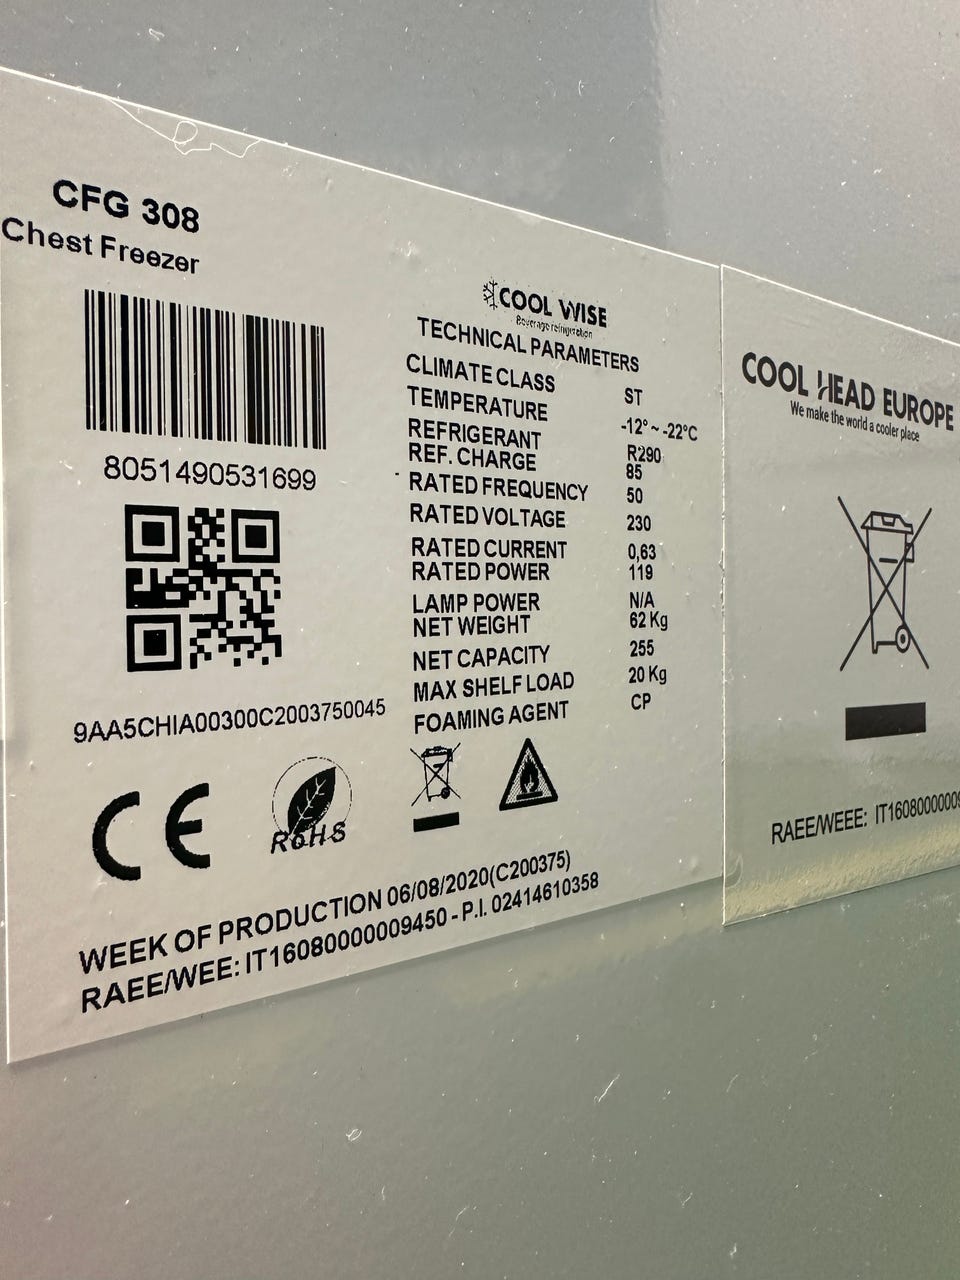 CFG 308
Chest Freezer
8051490531699
9AA5CHIA00300C2003750045
COOL WISE
Beverage refrigeration
TECHNICAL PARAMETERS
CLIMATE CLASS ST
TEMPERATURE -12° ~ -22°C
REFRIGERANT R290
REF. CHARGE 85
RATED FREQUENCY 50
RATED VOLTAGE 230
RATED CURRENT 0,63
RATED POWER 119
LAMP POWER N/A
NET WEIGHT 62 Kg
NET CAPACITY 255
MAX SHELF LOAD 20 Kg
FOAMING AGENT CP
CE
RoHS
WEEK OF PRODUCTION 06/08/2020(C200375)
RAEE/WEE: IT16080000009450 - P.I. 02414610358
COOL HEAD EUROPE
We make the world a cooler place
RAEE/WEEE: IT16080000009